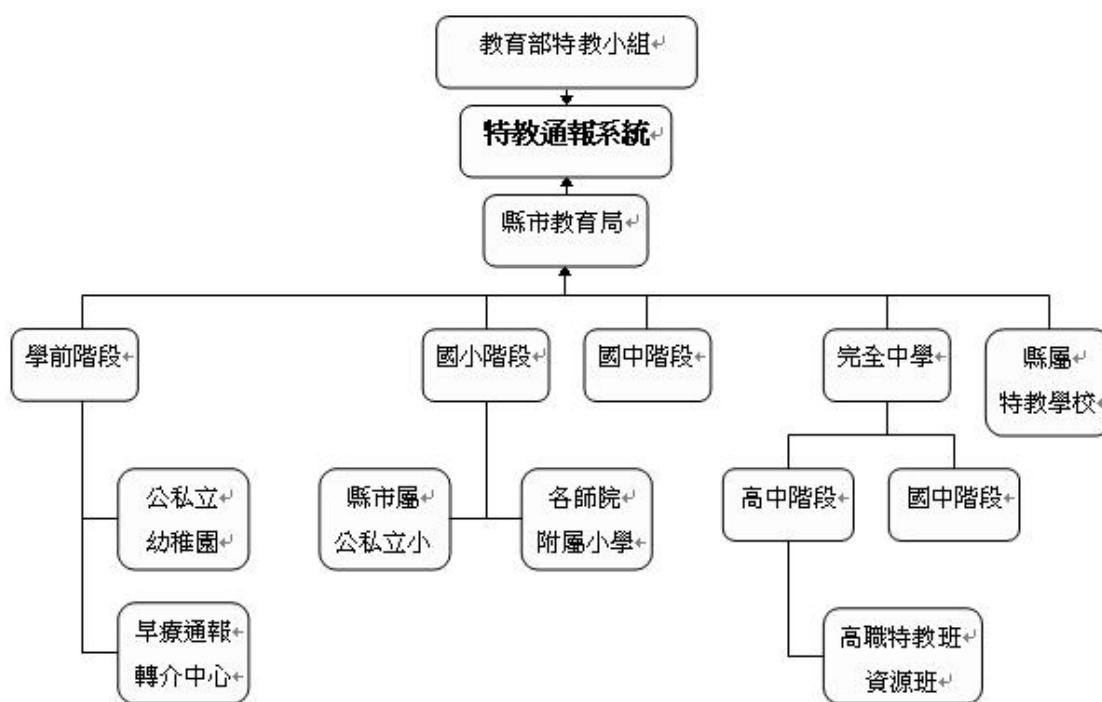 教育部特教小組
特教通報系統
縣市教育局
學前階段
國小階段
國中階段
完全中學
縣屬
特教學校
公私立
幼稚園
縣市屬
公私立小
各師院
附屬小學
高中階段
國中階段
早療通報
轉介中心
高職特教班
資源班